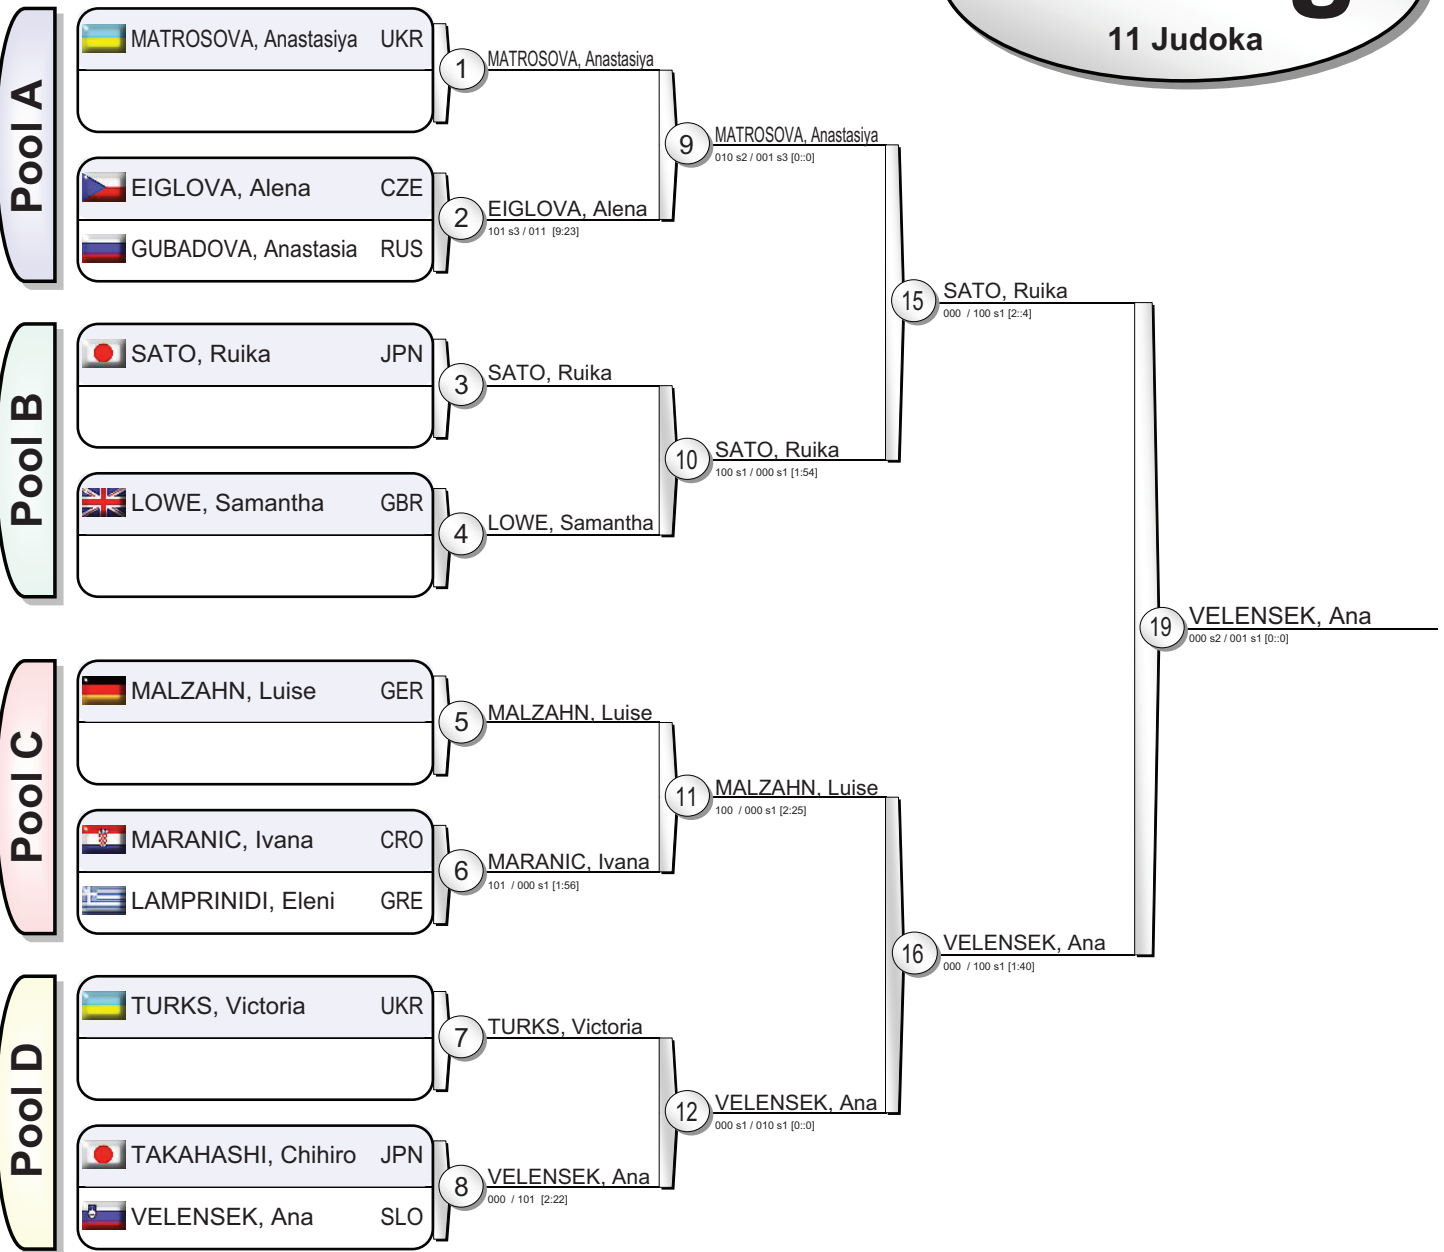 11 Judoka
Pool A
MATROSOVA, Anastasiya UKR
1
MATROSOVA, Anastasiya
EIGLOVA, Alena CZE
GUBADOVA, Anastasia RUS
2
EIGLOVA, Alena
101 s3 / 011 [9:23]
9
MATROSOVA, Anastasiya
010 s2 / 001 s3 [0::0]
Pool B
SATO, Ruika JPN
3
SATO, Ruika
LOWE, Samantha GBR
4
LOWE, Samantha
10
SATO, Ruika
100 s1 / 000 s1 [1:54]
15
SATO, Ruika
000 / 100 s1 [2::4]
Pool C
MALZAHN, Luise GER
5
MALZAHN, Luise
MARANIC, Ivana CRO
LAMPRINIDI, Eleni GRE
6
MARANIC, Ivana
101 / 000 s1 [1:56]
11
MALZAHN, Luise
100 / 000 s1 [2:25]
Pool D
TURKS, Victoria UKR
7
TURKS, Victoria
TAKAHASHI, Chihiro JPN
VELENSEK, Ana SLO
8
VELENSEK, Ana
000 / 101 [2:22]
12
VELENSEK, Ana
000 s1 / 010 s1 [0::0]
16
VELENSEK, Ana
000 / 100 s1 [1:40]
19
VELENSEK, Ana
000 s2 / 001 s1 [0::0]